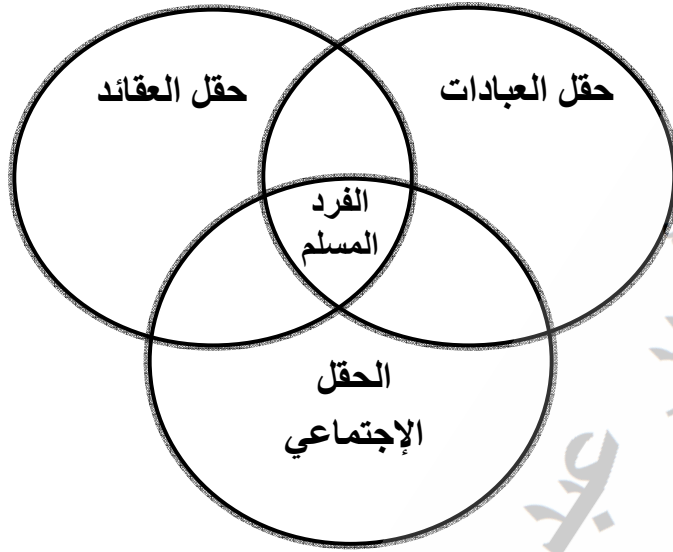 حقل العبادات
حقل العقائد
الفرد
المسلم
الحقل
الإجتماعي